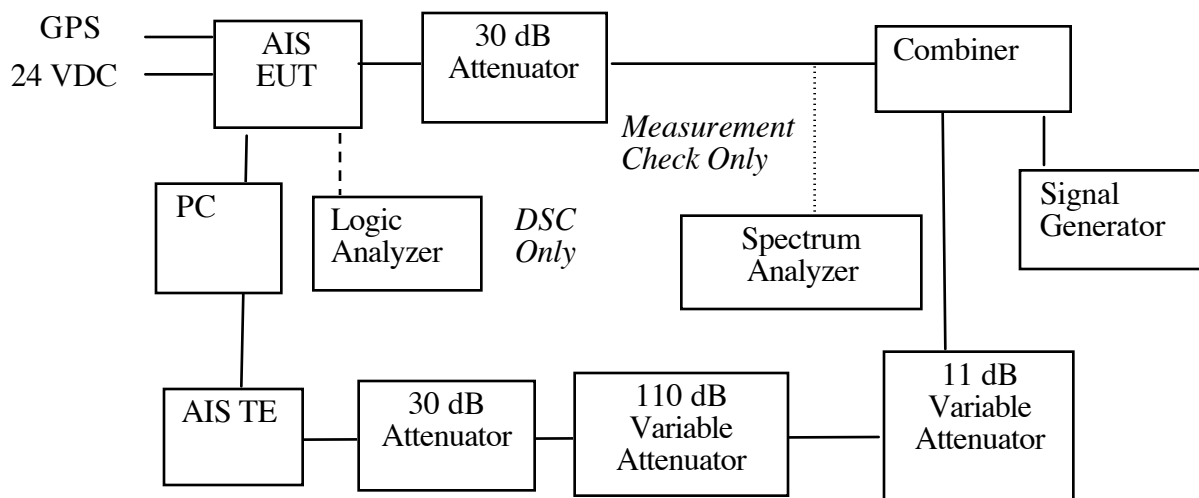 GPS
24 VDC
AIS
EUT
30 dB
Attenuator
Combiner
Measurement
Check Only
PC
Logic
Analyzer
DSC
Only
Spectrum
Analyzer
Signal
Generator
AIS TE
30 dB
Attenuator
110 dB
Variable
Attenuator
11 dB
Variable
Attenuator